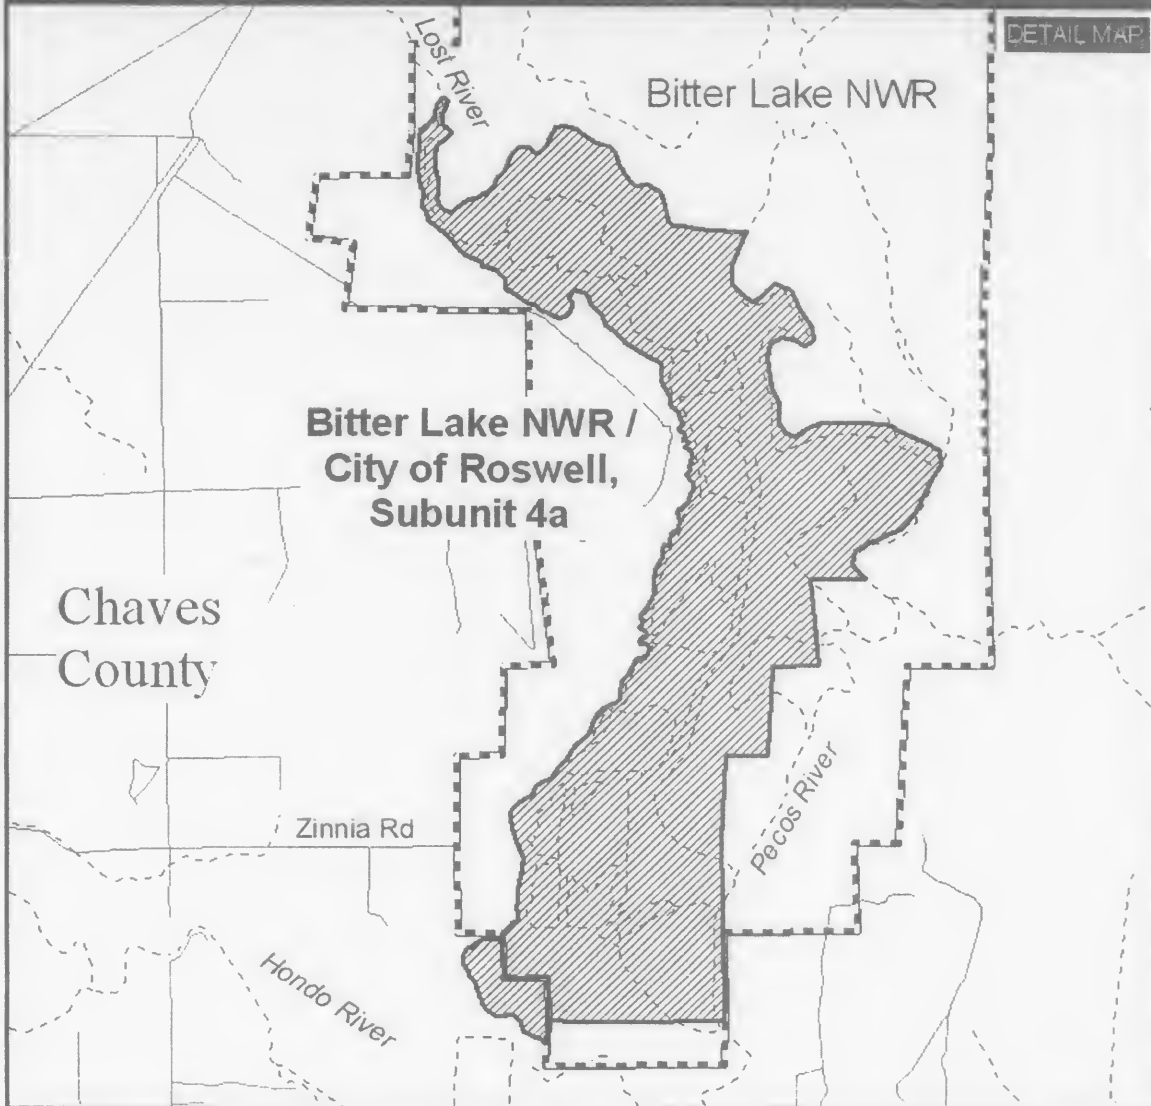 DETAIL MAP
Lost River
Bitter Lake NWR
Bitter Lake NWR /
City of Roswell,
Subunit 4a
Chaves
County
Zinnia Rd
Pecos River
Hondo River